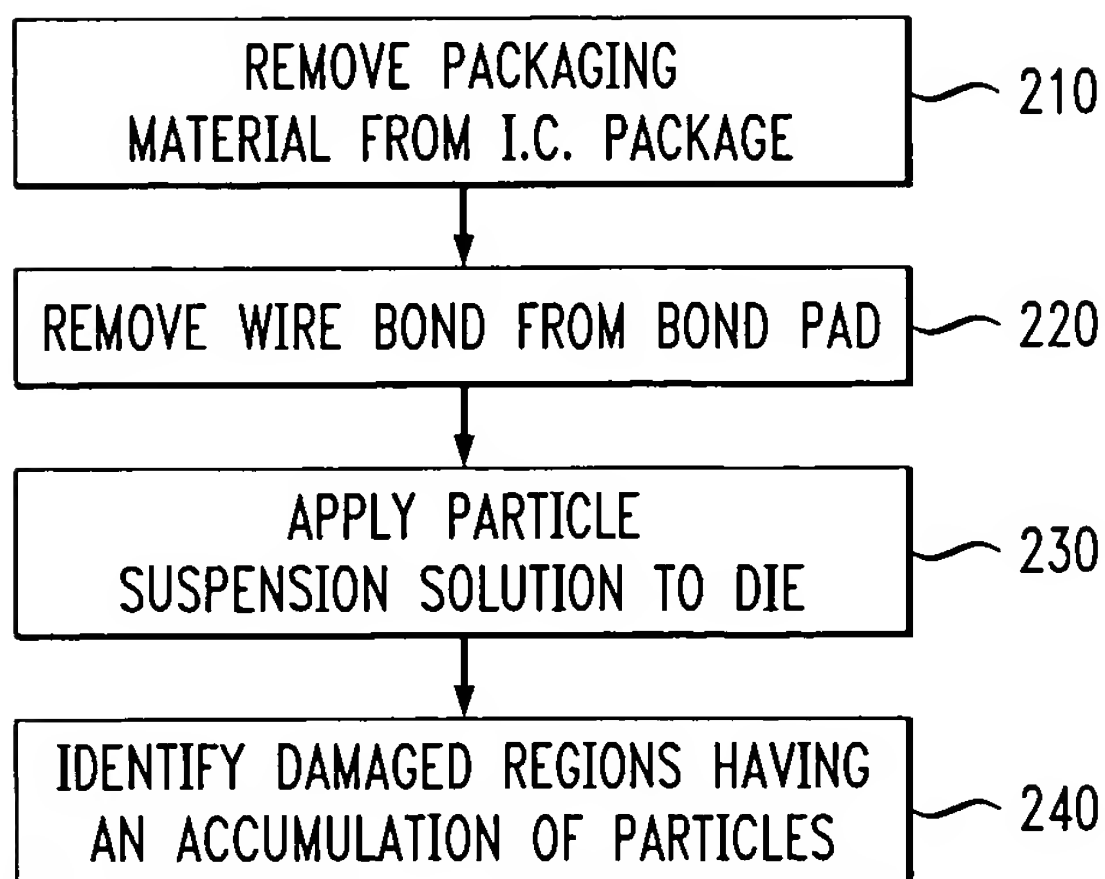 REMOVE PACKAGING
MATERIAL FROM I.C. PACKAGE
210
REMOVE WIRE BOND FROM BOND PAD
220
APPLY PARTICLE
SUSPENSION SOLUTION TO DIE
230
IDENTIFY DAMAGED REGIONS HAVING
AN ACCUMULATION OF PARTICLES
240